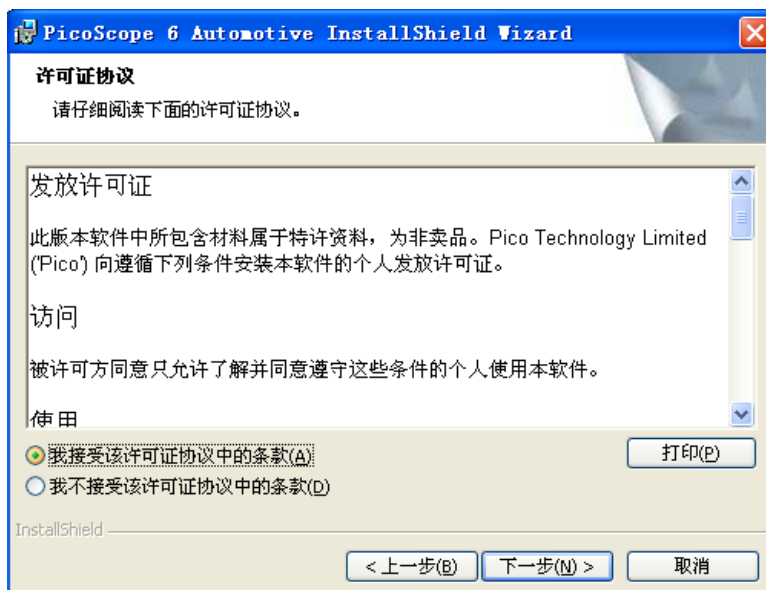 PicoScope 6 Automotive InstallShield Wizard
许可证协议
请仔细阅读下面的许可证协议。
发放许可证
此版本软件中所包含材料属于特许资料，为非卖品。Pico Technology Limited
('Pico') 向遵循下列条件安装本软件的个人发放许可证。
访问
被许可方同意只允许了解并同意遵守这些条件的个人使用本软件。
使用
我接受该许可证协议中的条款(A)
打印(P)
我不接受该许可证协议中的条款(D)
InstallShield
< 上一步(B)
下一步(N) >
取消